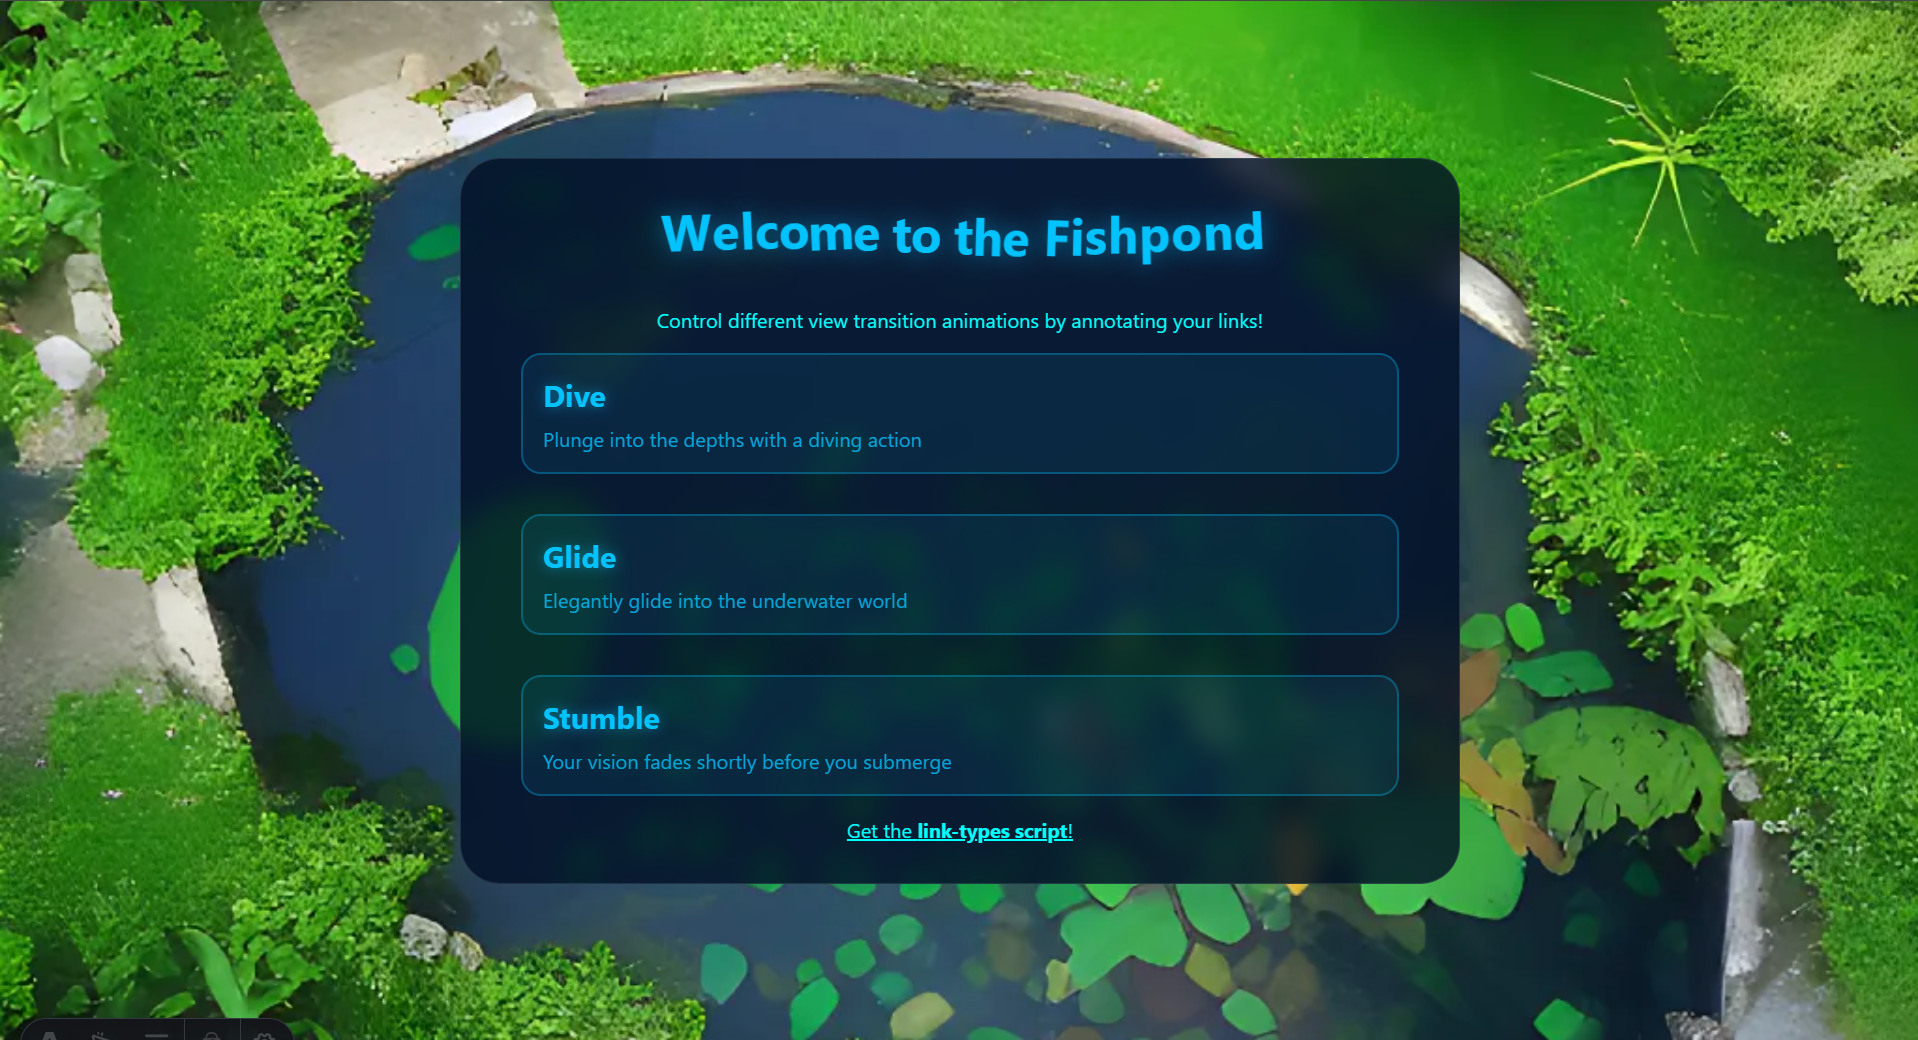 Welcome to the Fishpond
Control different view transition animations by annotating your links!
Dive
Plunge into the depths with a diving action
Glide
Elegantly glide into the underwater world
Stumble
Your vision fades shortly before you submerge
Get the link-types script!